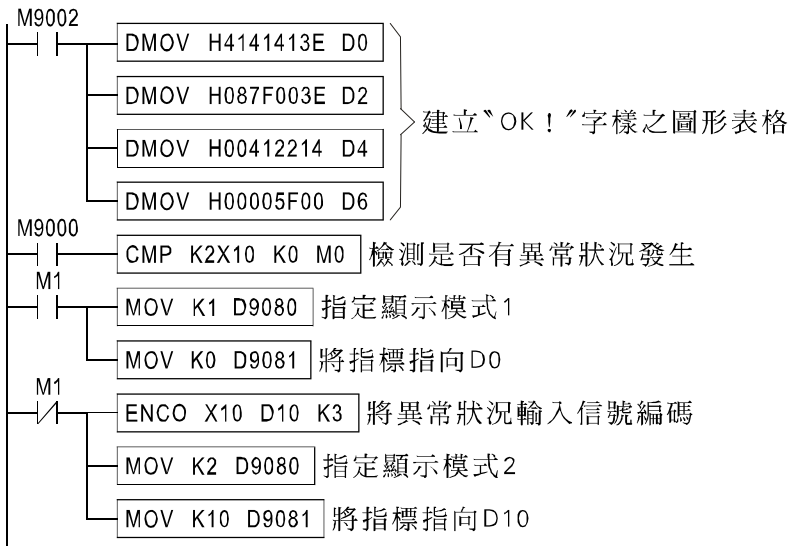 M9002
DMOV H4141413E D0
DMOV H087F003E D2
建立〝OK！〞字樣之圖形表格
DMOV H00412214 D4
DMOV H00005F00 D6
M9000
CMP K2X10 K0 M0 檢測是否有異常狀況發生
M1
MOV K1 D9080 指定顯示模式1
MOV K0 D9081 將指標指向D0
M1
ENCO X10 D10 K3 將異常狀況輸入信號編碼
MOV K2 D9080 指定顯示模式2
MOV K10 D9081 將指標指向D10